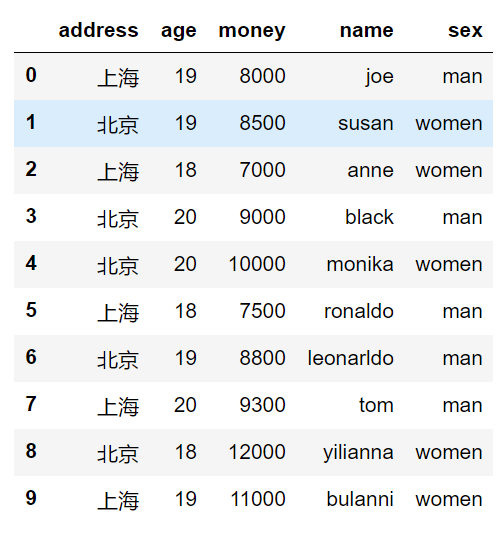 address age money name sex
0 上海 19 8000 joe man
1 北京 19 8500 susan women
2 上海 18 7000 anne women
3 北京 20 9000 black man
4 北京 20 10000 monika women
5 上海 18 7500 ronaldo man
6 北京 19 8800 leonarldo man
7 上海 20 9300 tom man
8 北京 18 12000 yilianna women
9 上海 19 11000 bulanni women